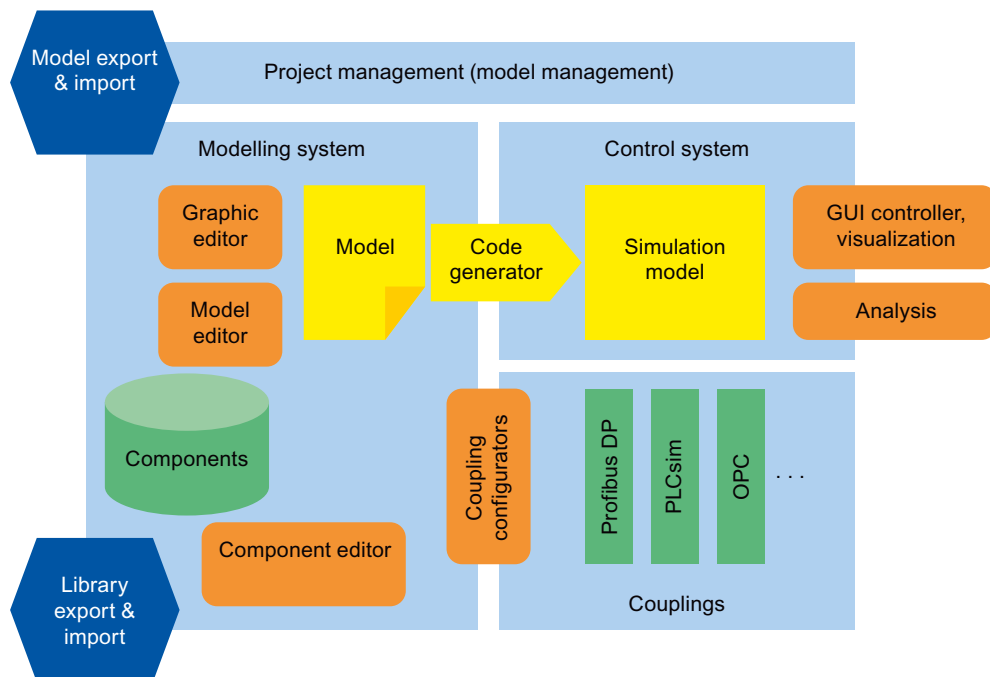 Model export
& import
Project management (model management)
Modelling system
Control system
Graphic
editor
Model
Code
generator
Simulation
model
GUI controller,
visualization
Model
editor
Analysis
Components
Coupling
configurators
Profibus DP
PLCsim
OPC
. . .
Component editor
Library
export &
import
Couplings